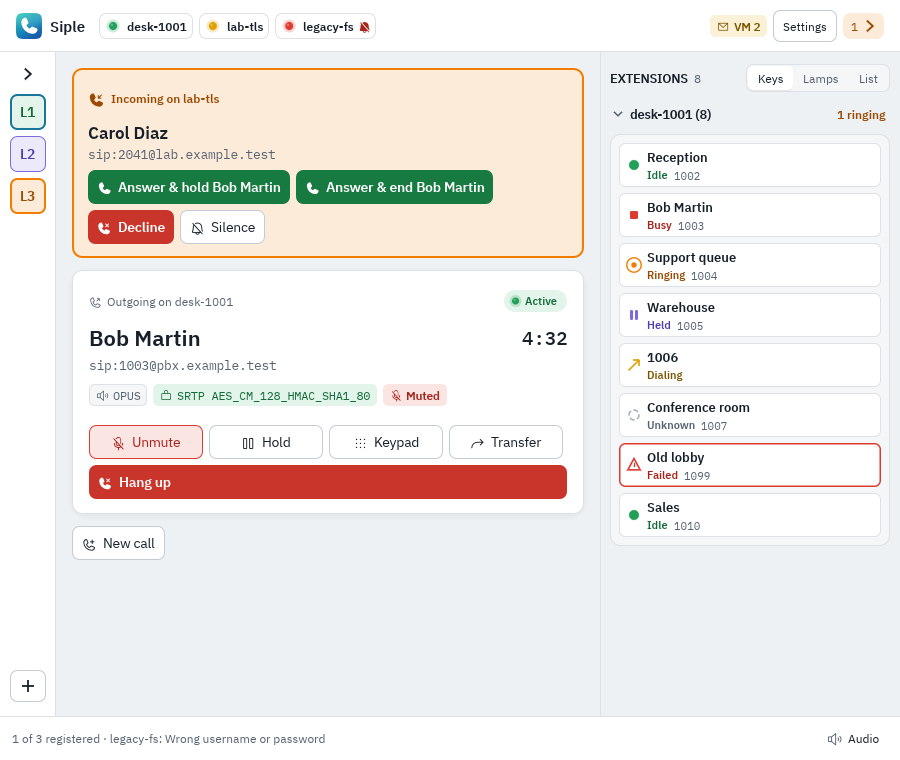 Siple
desk-1001
lab-tls
legacy-fs
VM 2
Settings
1
L1
L2
L3
Incoming on lab-tls
Carol Diaz
sip:2041@lab.example.test
Answer & hold Bob Martin
Answer & end Bob Martin
Decline
Silence
Outgoing on desk-1001
Active
Bob Martin
4:32
sip:1003@pbx.example.test
OPUS
SRTP AES_CM_128_HMAC_SHA1_80
Muted
Unmute
Hold
Keypad
Transfer
Hang up
New call
EXTENSIONS 8
Keys
Lamps
List
desk-1001 (8)
1 ringing
Reception
Idle 1002
Bob Martin
Busy 1003
Support queue
Ringing 1004
Warehouse
Held 1005
1006
Dialing
Conference room
Unknown 1007
Old lobby
Failed 1099
Sales
Idle 1010
1 of 3 registered · legacy-fs: Wrong username or password
Audio